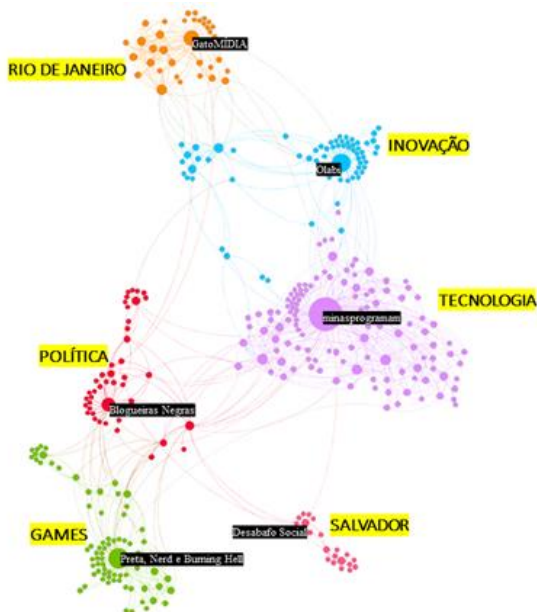 GatoMÍDIA
RIO DE JANEIRO
INOVAÇÃO
Olabi
TECNOLOGIA
minasprogramam
POLÍTICA
Blogueiras Negras
SALVADOR
Desabafo Social
GAMES
Preta, Nerd e Burning Hell